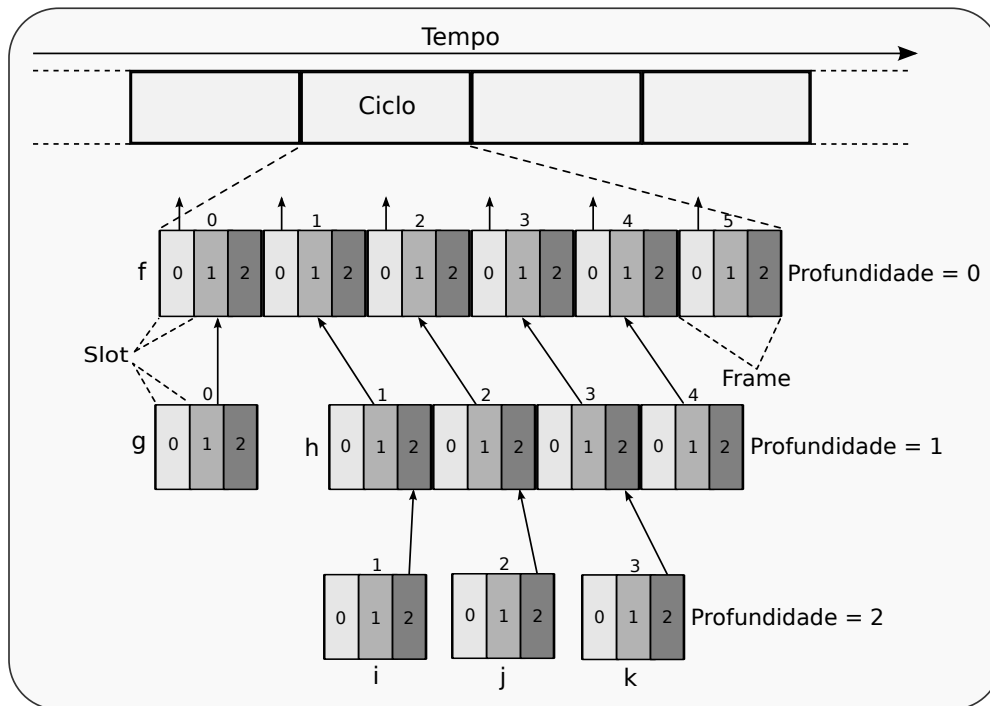 Tempo
Ciclo
0 1 2 3 4 5
f 0 1 2 0 1 2 0 1 2 0 1 2 0 1 2 0 1 2 Profundidade = 0
Slot
Frame
0 1 2 3 4
g 0 1 2 h 0 1 2 0 1 2 0 1 2 0 1 2 Profundidade = 1
1 2 3
0 1 2 0 1 2 0 1 2 Profundidade = 2
i j k